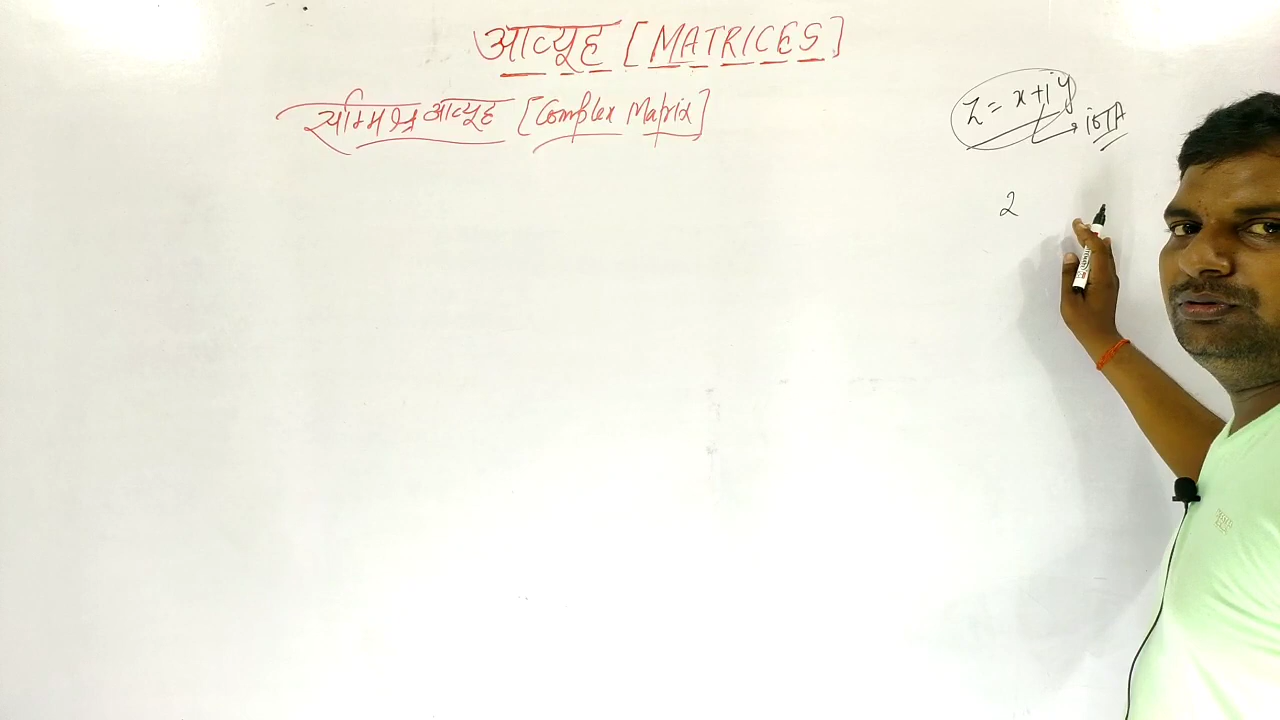 आव्यूह [MATRICES]
सम्मिश्र आव्यूह [Complex Matrix]
Z = x+iy
iOTA
2